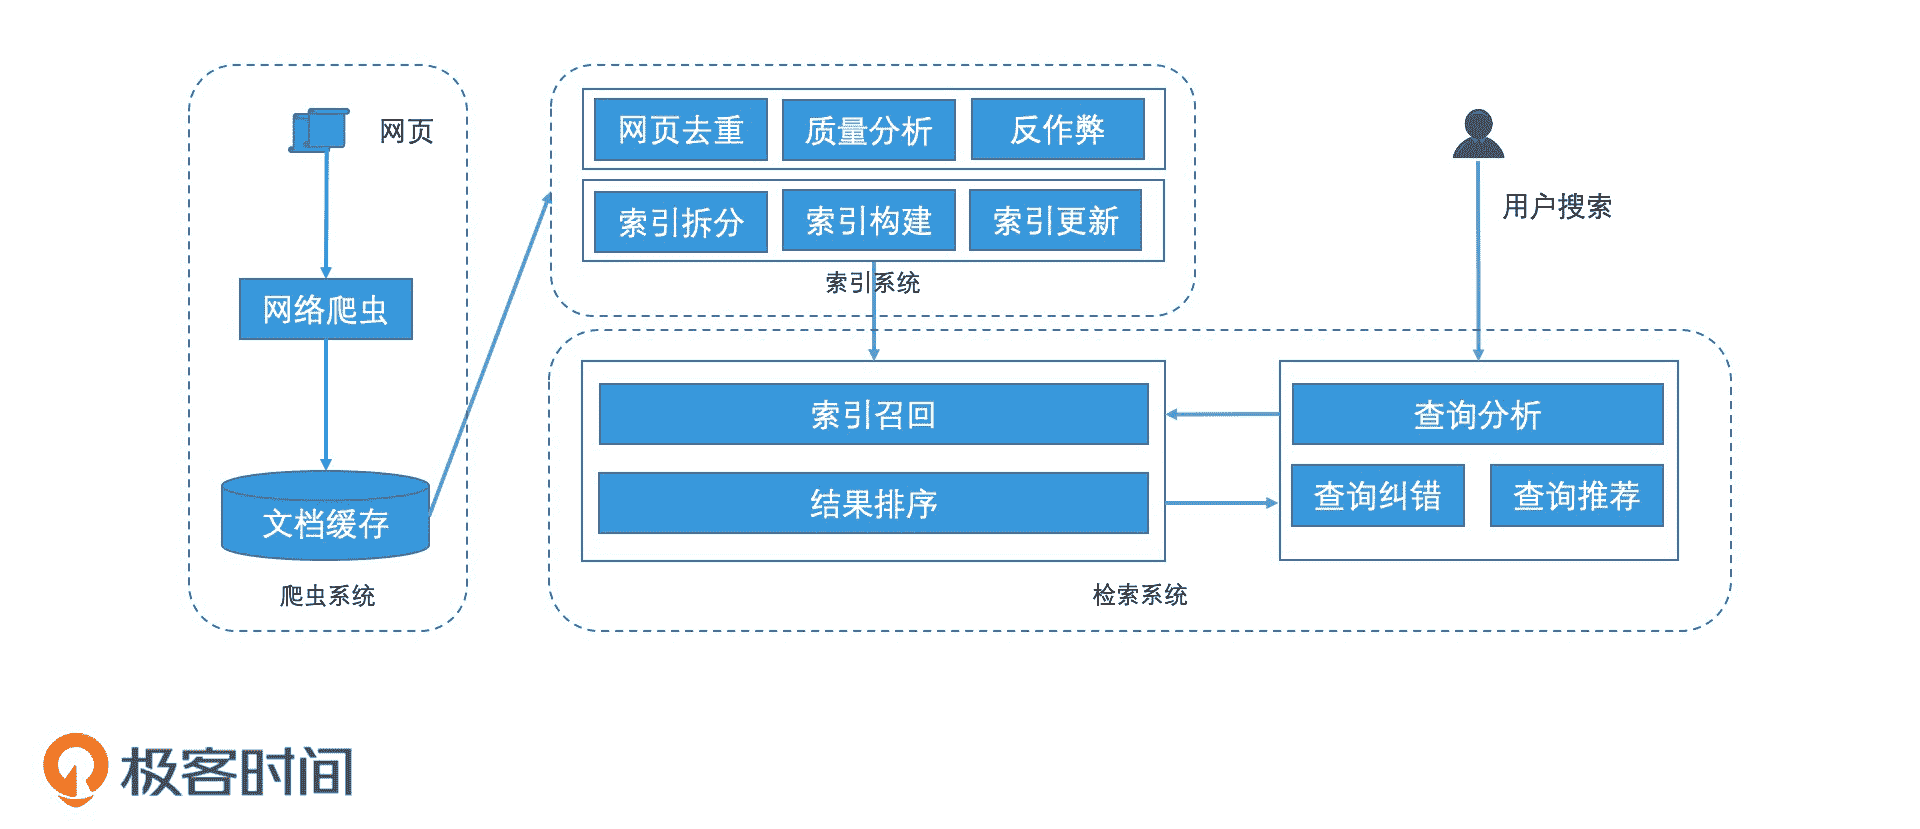 网页
网络爬虫
文档缓存
爬虫系统
网页去重
质量分析
反作弊
索引拆分
索引构建
索引更新
索引系统
用户搜索
索引召回
结果排序
查询分析
查询纠错
查询推荐
检索系统
极客时间